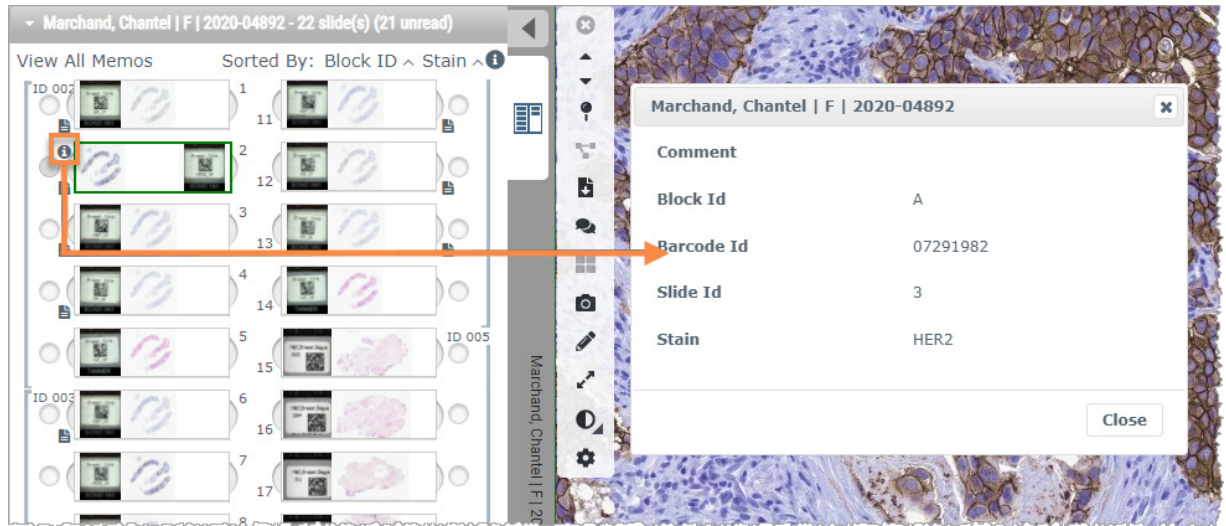 Marchand, Chantel | F | 2020-04892 - 22 slide(s) (21 unread)
View All Memos
Sorted By: Block ID ^ Stain ^
ID 002
1
11
2
12
3
13
4
14
5
15
ID 005
ID 003
6
16
7
17
8
Marchand, Chantel | F | 20
Marchand, Chantel | F | 2020-04892
Comment
Block Id A
Barcode Id 07291982
Slide Id 3
Stain HER2
Close